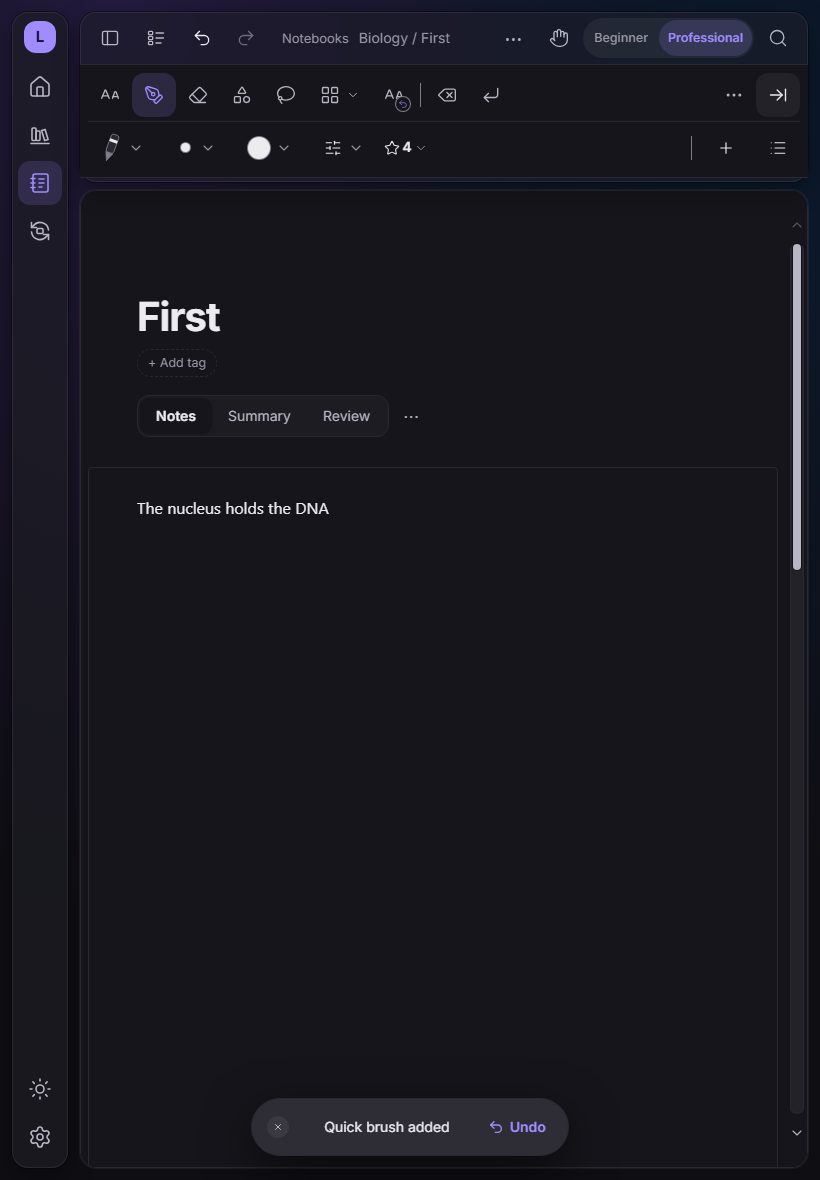 L
Notebooks Biology / First
Beginner Professional
AA
AA
4
First
+ Add tag
Notes Summary Review
The nucleus holds the DNA
Quick brush added Undo